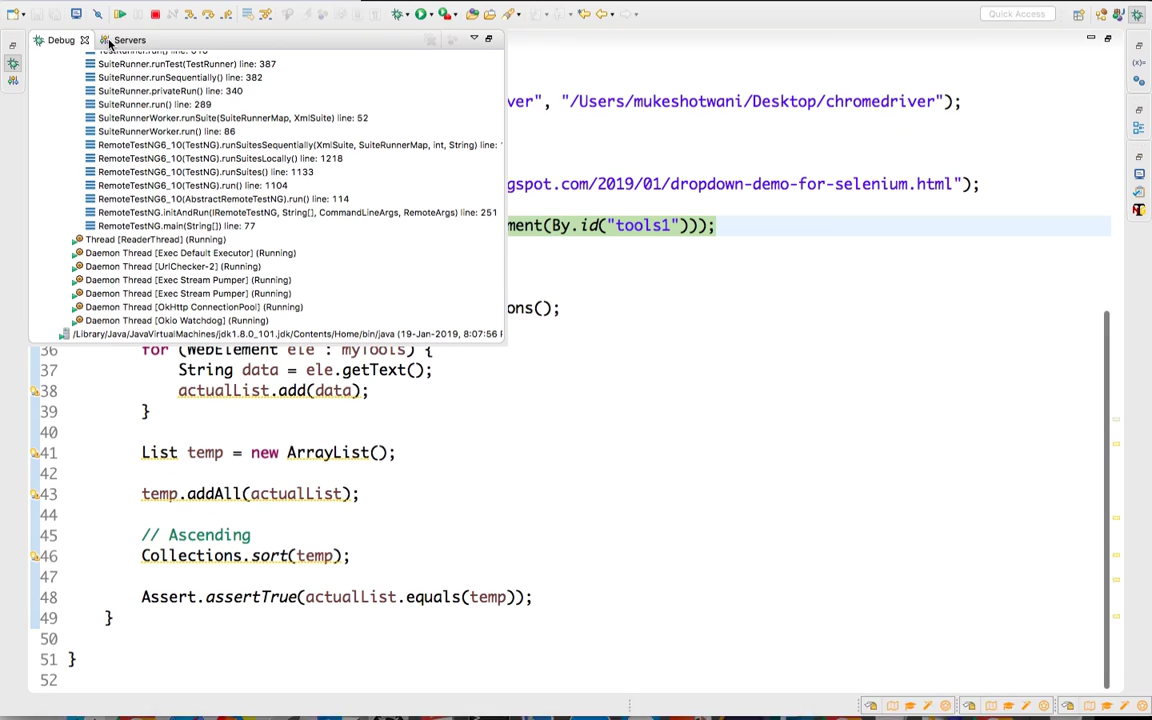 Quick Access
Debug
Servers
SuiteRunner.runTest(TestRunner) line: 387
SuiteRunner.runSequentially() line: 382
SuiteRunner.privateRun() line: 340
SuiteRunner.run() line: 289
SuiteRunnerWorker.runSuite(SuiteRunnerMap, XmlSuite) line: 52
SuiteRunnerWorker.run() line: 86
RemoteTestNG6_10(TestNG).runSuitesSequentially(XmlSuite, SuiteRunnerMap, int, String) line:
RemoteTestNG6_10(TestNG).runSuitesLocally() line: 1218
RemoteTestNG6_10(TestNG).runSuites() line: 1133
RemoteTestNG6_10(TestNG).run() line: 1104
RemoteTestNG6_10(AbstractRemoteTestNG).run() line: 114
RemoteTestNG.initAndRun(IRemoteTestNG, String[], CommandLineArgs, RemoteArgs) line: 251
RemoteTestNG.main(String[]) line: 77
Thread [ReaderThread] (Running)
Daemon Thread [Exec Default Executor] (Running)
Daemon Thread [UrlChecker-2] (Running)
Daemon Thread [Exec Stream Pumper] (Running)
Daemon Thread [Exec Stream Pumper] (Running)
Daemon Thread [OkHttp ConnectionPool] (Running)
Daemon Thread [Okio Watchdog] (Running)
/Library/Java/JavaVirtualMachines/jdk1.8.0_101.jdk/Contents/Home/bin/java (19-Jan-2019, 8:07:56
ver", "/Users/mukeshotwani/Desktop/chromedriver");
gspot.com/2019/01/dropdown-demo-for-selenium.html");
ment(By.id("tools1")));
ons();
36 for (WebElement ele : myTools) {
37 String data = ele.getText();
38 actualList.add(data);
39 }
40
41 List temp = new ArrayList();
42
43 temp.addAll(actualList);
44
45 // Ascending
46 Collections.sort(temp);
47
48 Assert.assertTrue(actualList.equals(temp));
49 }
50
51 }
52